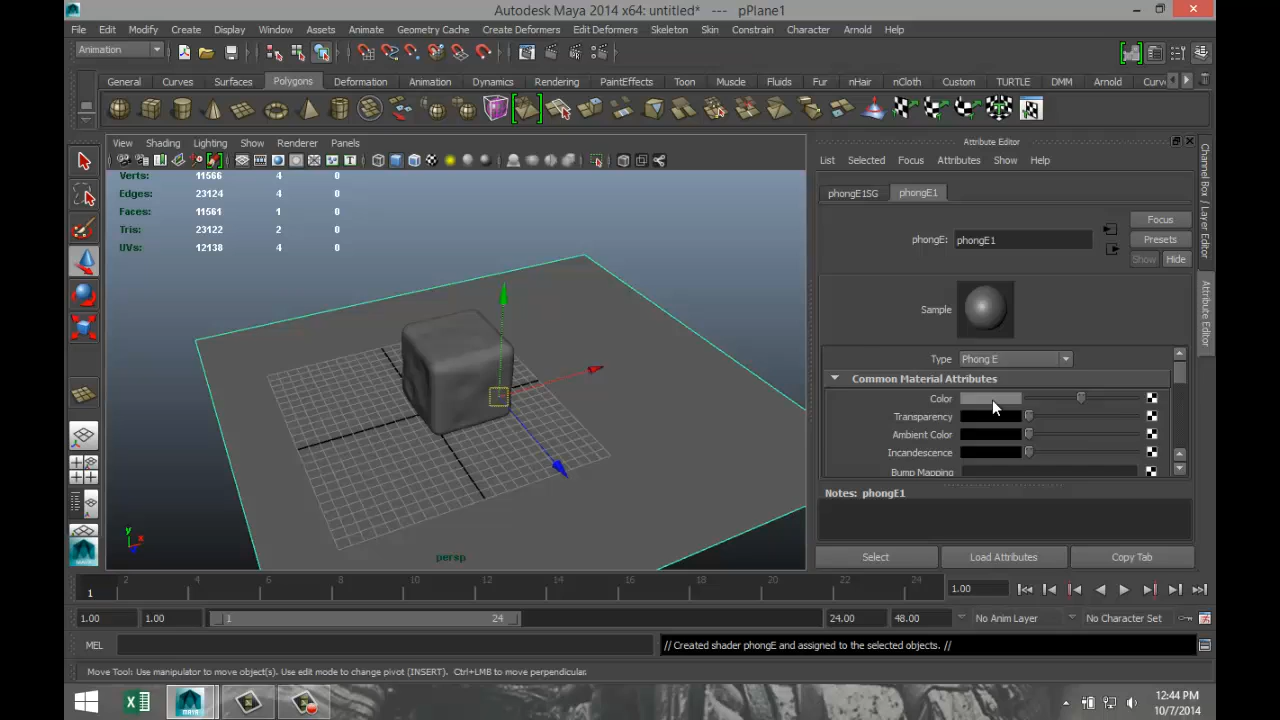 Autodesk Maya 2014 x64: untitled* --- pPlane1
File Edit Modify Create Display Window Assets Animate Geometry Cache Create Deformers Edit Deformers Skeleton Skin Constrain Character Arnold Help
Animation
General Curves Surfaces Polygons Deformation Animation Dynamics Rendering PaintEffects Toon Muscle Fluids Fur nHair nCloth Custom TURTLE DMM Arnold Curv
View Shading Lighting Show Renderer Panels
Verts: 11566 4 0
Edges: 23124 4 0
Faces: 11561 1 0
Tris: 23122 2 0
UVs: 12138 4 0
y
x
persp
Attribute Editor
List Selected Focus Attributes Show Help
phongE1SG phongE1
phongE: phongE1
Focus
Presets
Show Hide
Sample
Type Phong E
Common Material Attributes
Color
Transparency
Ambient Color
Incandescence
Bump Mapping
Notes: phongE1
Select Load Attributes Copy Tab
Channel Box / Layer Editor
Attribute Editor
1 2 4 6 8 10 12 14 16 18 20 22 24 1.00
1.00 1.00 1 24 24.00 48.00 No Anim Layer No Character Set
MEL // Created shader phongE and assigned to the selected objects. //
Move Tool: Use manipulator to move object(s). Use edit mode to change pivot (INSERT). Ctrl+LMB to move perpendicular.
12:44 PM
10/7/2014